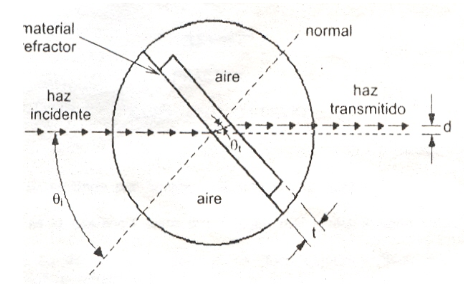 material
refractor
normal
aire
haz
incidente
haz
transmitido
d
θt
θi
aire
t